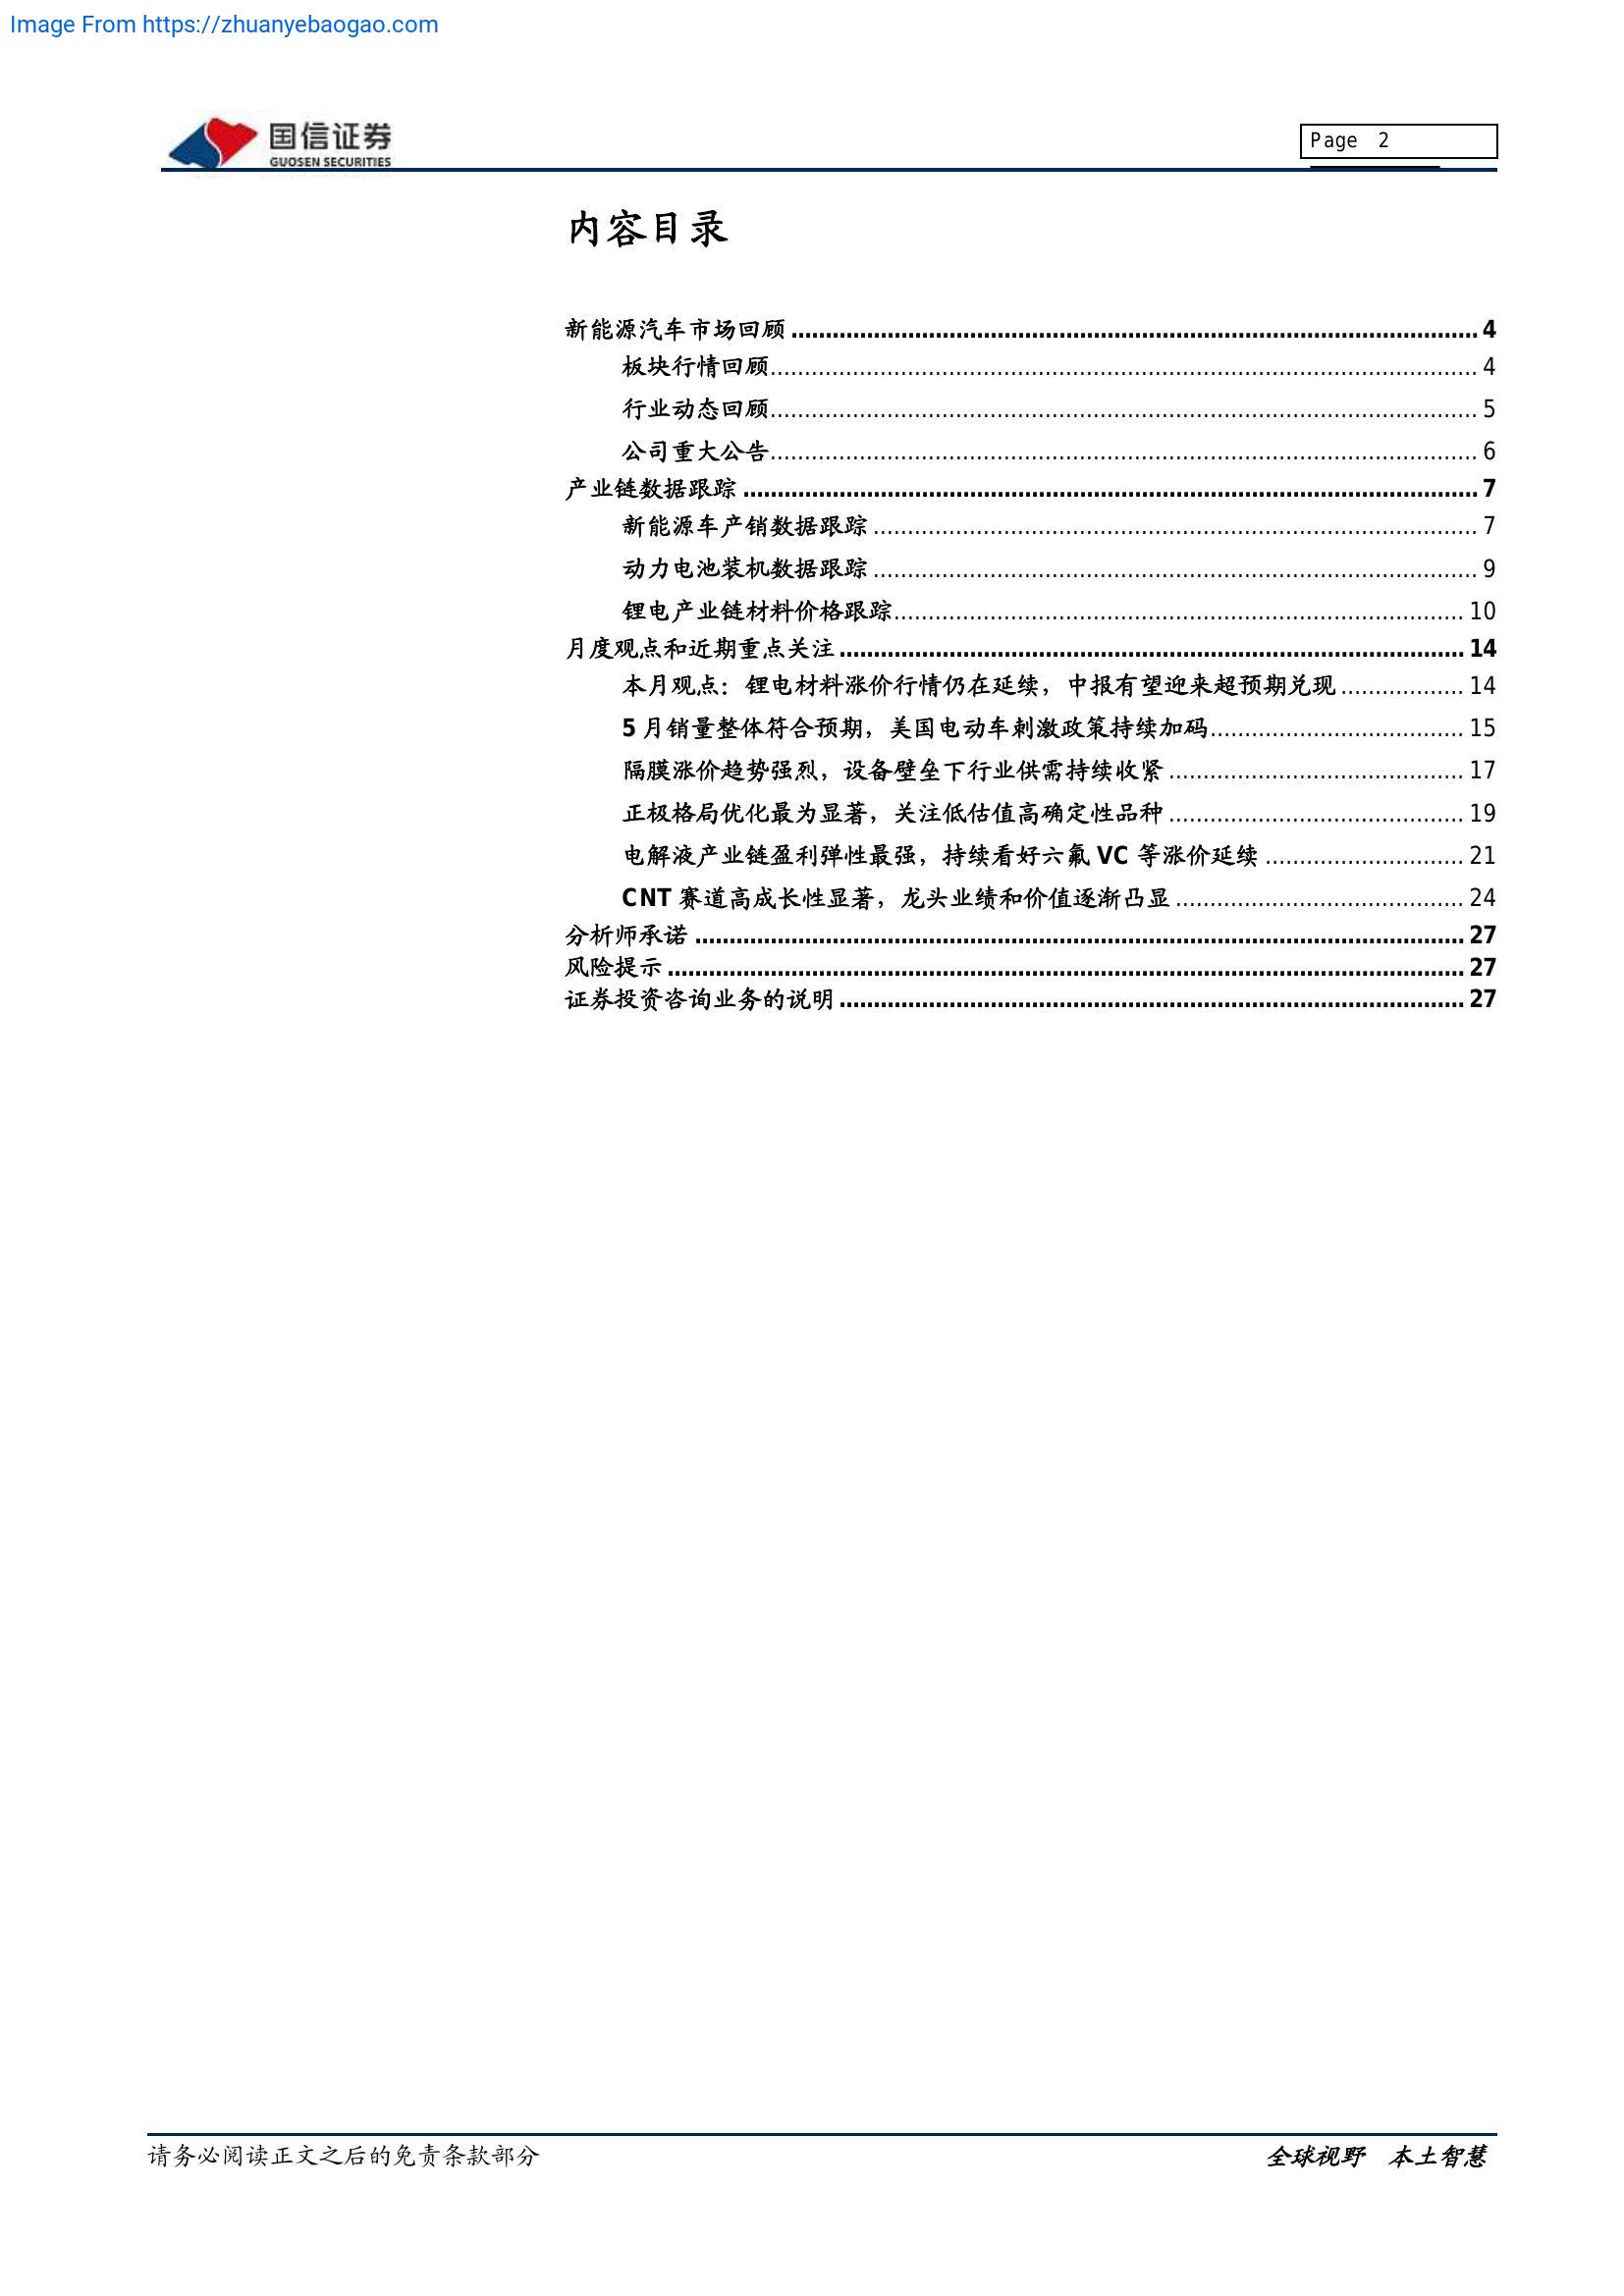 Image From https://zhuanyebaogao.com
国信证券
GUOSEN SECURITIES
Page 2
内容目录
新能源汽车市场回顾 4
板块行情回顾 4
行业动态回顾 5
公司重大公告 6
产业链数据跟踪 7
新能源车产销数据跟踪 7
动力电池装机数据跟踪 9
锂电产业链材料价格跟踪 10
月度观点和近期重点关注 14
本月观点：锂电材料涨价行情仍在延续，中报有望迎来超预期兑现 14
5 月销量整体符合预期，美国电动车刺激政策持续加码 15
隔膜涨价趋势强烈，设备壁垒下行业供需持续收紧 17
正极格局优化最为显著，关注低估值高确定性品种 19
电解液产业链盈利弹性最强，持续看好六氟 VC 等涨价延续 21
CNT 赛道高成长性显著，龙头业绩和价值逐渐凸显 24
分析师承诺 27
风险提示 27
证券投资咨询业务的说明 27
请务必阅读正文之后的免责条款部分
全球视野 本土智慧